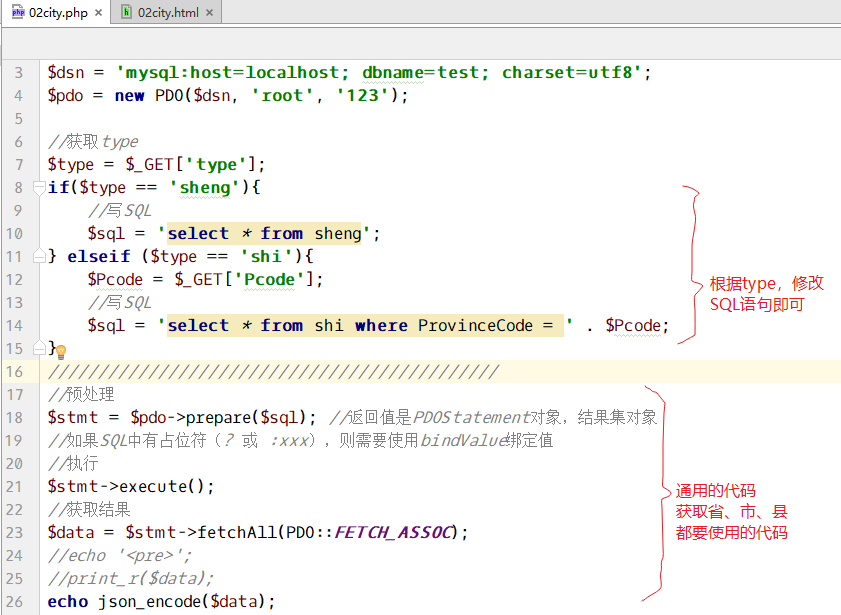 02city.php
02city.html
3 $dsn = 'mysql:host=localhost; dbname=test; charset=utf8';
4 $pdo = new PDO($dsn, 'root', '123');
5
6 //获取type
7 $type = $_GET['type'];
8 if($type == 'sheng'){
9 //写SQL
10 $sql = 'select * from sheng';
11 } elseif ($type == 'shi'){
12 $Pcode = $_GET['Pcode'];
13 //写SQL
14 $sql = 'select * from shi where ProvinceCode = ' . $Pcode;
15 }
根据type，修改
SQL语句即可
16 /////////////////////////////////////////////
17 //预处理
18 $stmt = $pdo->prepare($sql); //返回值是PDOStatement对象，结果集对象
19 //如果SQL中有占位符（? 或 :xxx），则需要使用bindValue绑定值
20 //执行
21 $stmt->execute();
22 //获取结果
23 $data = $stmt->fetchAll(PDO::FETCH_ASSOC);
24 //echo '<pre>';
25 //print_r($data);
26 echo json_encode($data);
通用的代码
获取省、市、县
都要使用的代码